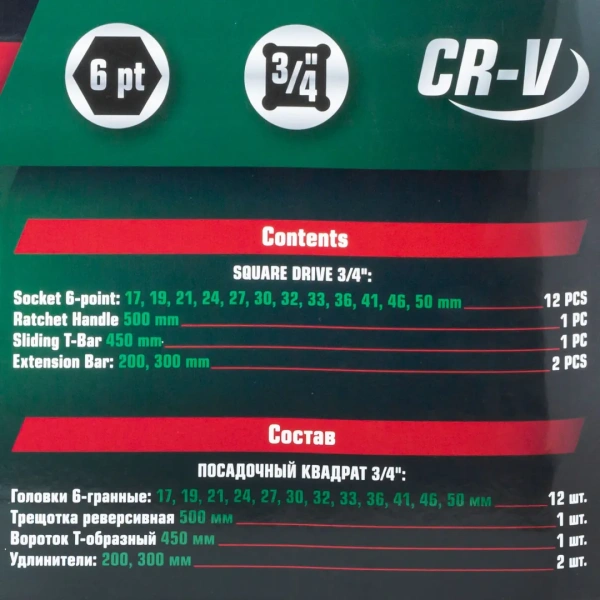 6 pt
3/4"
CR-V
Contents
SQUARE DRIVE 3/4":
Socket 6-point: 17, 19, 21, 24, 27, 30, 32, 33, 36, 41, 46, 50 mm 12 PCS
Ratchet Handle 500 mm 1 PC
Sliding T-Bar 450 mm 1 PC
Extension Bar: 200, 300 mm 2 PCS
Состав
ПОСАДОЧНЫЙ КВАДРАТ 3/4":
Головки 6-гранные: 17, 19, 21, 24, 27, 30, 32, 33, 36, 41, 46, 50 мм 12 шт.
Трещотка реверсивная 500 мм 1 шт.
Вороток Т-образный 450 мм 1 шт.
Удлинители: 200, 300 мм 2 шт.